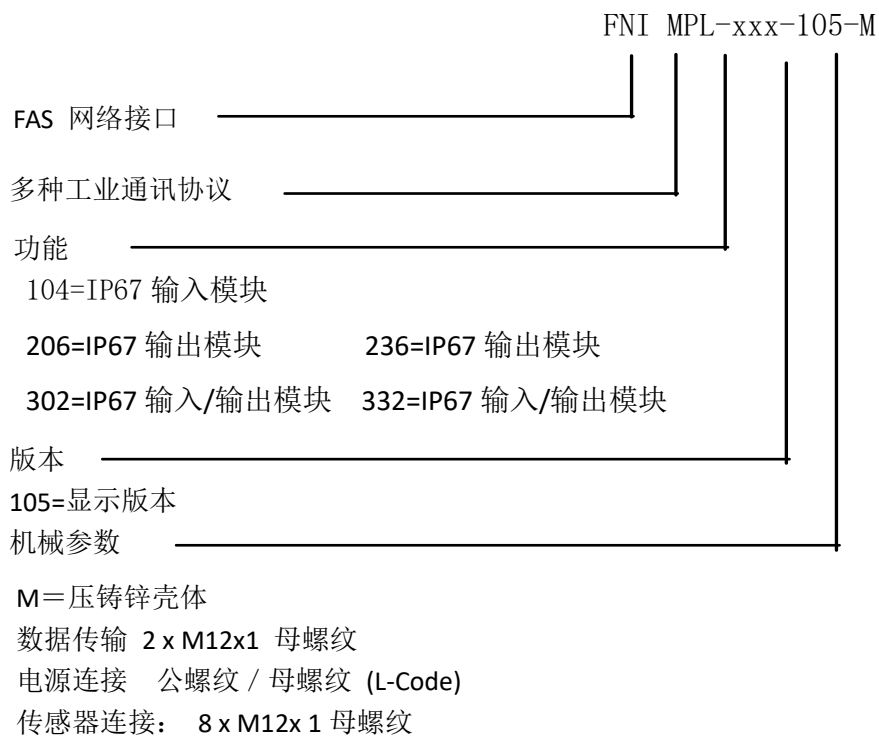 FNI MPL-xxx-105-M
FAS 网络接口
多种工业通讯协议
功能
104=IP67 输入模块
206=IP67 输出模块 236=IP67 输出模块
302=IP67 输入/输出模块 332=IP67 输入/输出模块
版本
105=显示版本
机械参数
M＝压铸锌壳体
数据传输 2 x M12x1 母螺纹
电源连接 公螺纹 / 母螺纹 (L-Code)
传感器连接： 8 x M12x 1 母螺纹